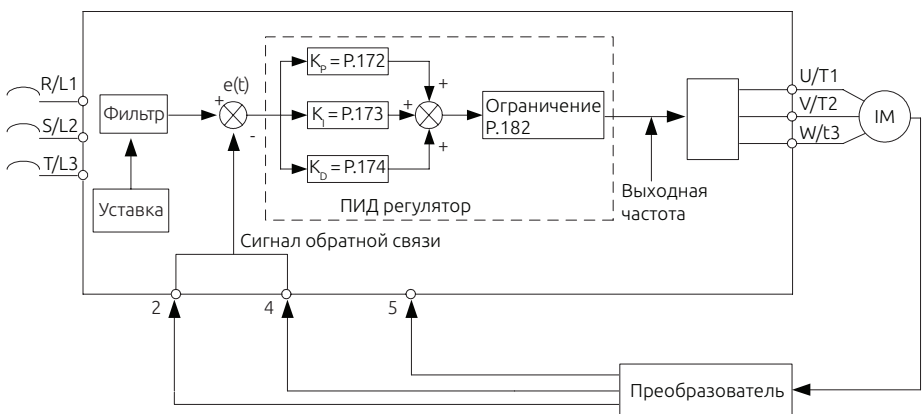 R/L1
S/L2
T/L3
Фильтр
Уставка
e(t)
+
-
K_P = P.172
K_I = P.173
K_D = P.174
+
+
+
ПИД регулятор
Ограничение
P.182
Выходная
частота
U/T1
V/T2
W/t3
IM
Сигнал обратной связи
2
4
5
Преобразователь